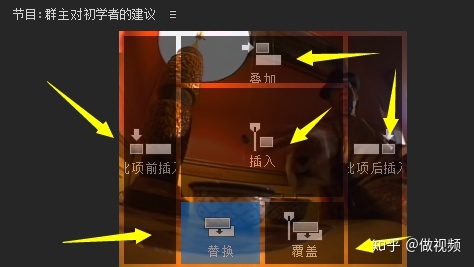 节目:群主对初学者的建议 ≡
叠加
此项前插入
插入
此项后插入
替换
覆盖
知乎 @做视频